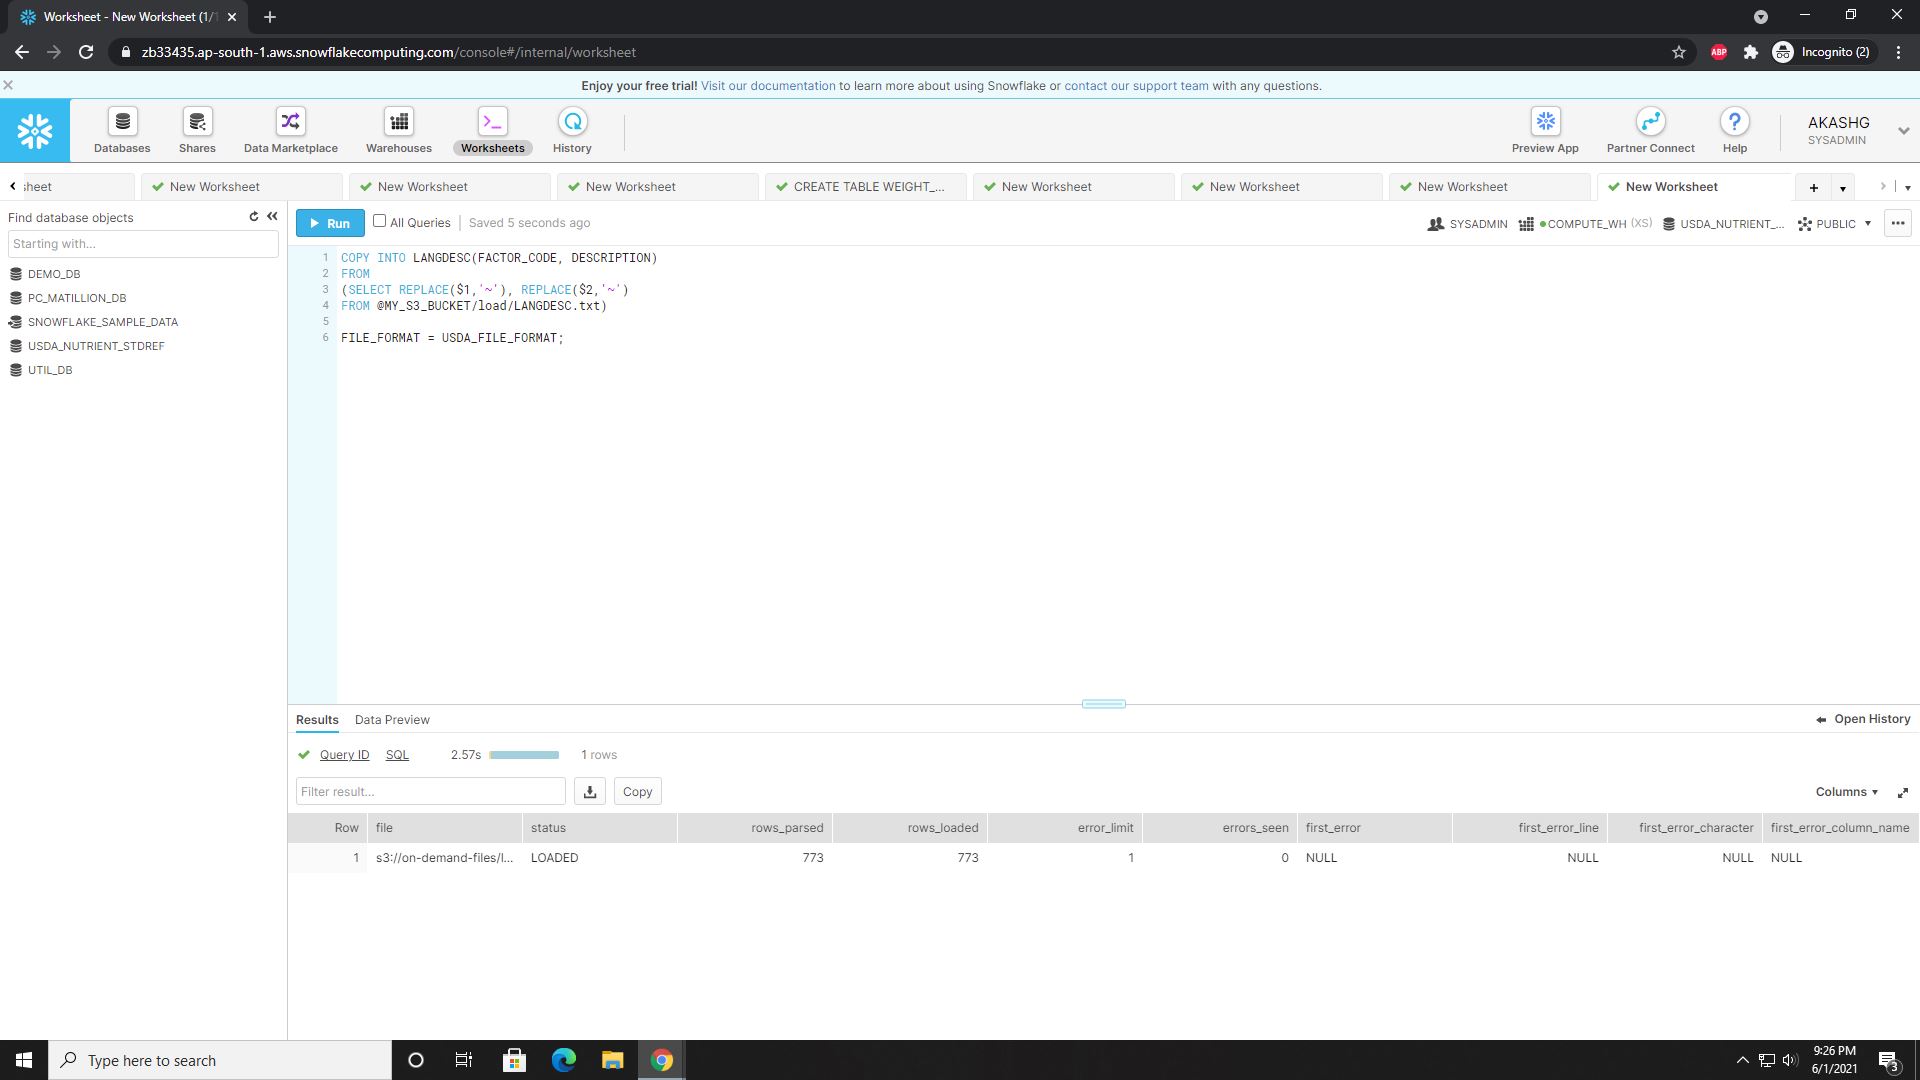 Worksheet - New Worksheet (1/1
zb33435.ap-south-1.aws.snowflakecomputing.com/console#/internal/worksheet
ABP
Incognito (2)
Enjoy your free trial! Visit our documentation to learn more about using Snowflake or contact our support team with any questions.
Databases
Shares
Data Marketplace
Warehouses
Worksheets
History
Preview App
Partner Connect
Help
AKASHG
SYSADMIN
sheet
New Worksheet
New Worksheet
New Worksheet
CREATE TABLE WEIGHT_...
New Worksheet
New Worksheet
New Worksheet
New Worksheet
Find database objects
Starting with...
DEMO_DB
PC_MATILLION_DB
SNOWFLAKE_SAMPLE_DATA
USDA_NUTRIENT_STDREF
UTIL_DB
Run
All Queries
Saved 5 seconds ago
SYSADMIN
COMPUTE_WH (XS)
USDA_NUTRIENT_...
PUBLIC
1 COPY INTO LANGDESC(FACTOR_CODE, DESCRIPTION)
2 FROM
3 (SELECT REPLACE($1,'~'), REPLACE($2,'~')
4 FROM @MY_S3_BUCKET/load/LANGDESC.txt)
5
6 FILE_FORMAT = USDA_FILE_FORMAT;
Results
Data Preview
Open History
Query ID
SQL
2.57s
1 rows
Filter result...
Copy
Columns
Row file status rows_parsed rows_loaded error_limit errors_seen first_error first_error_line first_error_character first_error_column_name
1 s3://on-demand-files/l... LOADED 773 773 1 0 NULL NULL NULL NULL
Type here to search
9:26 PM
6/1/2021
3